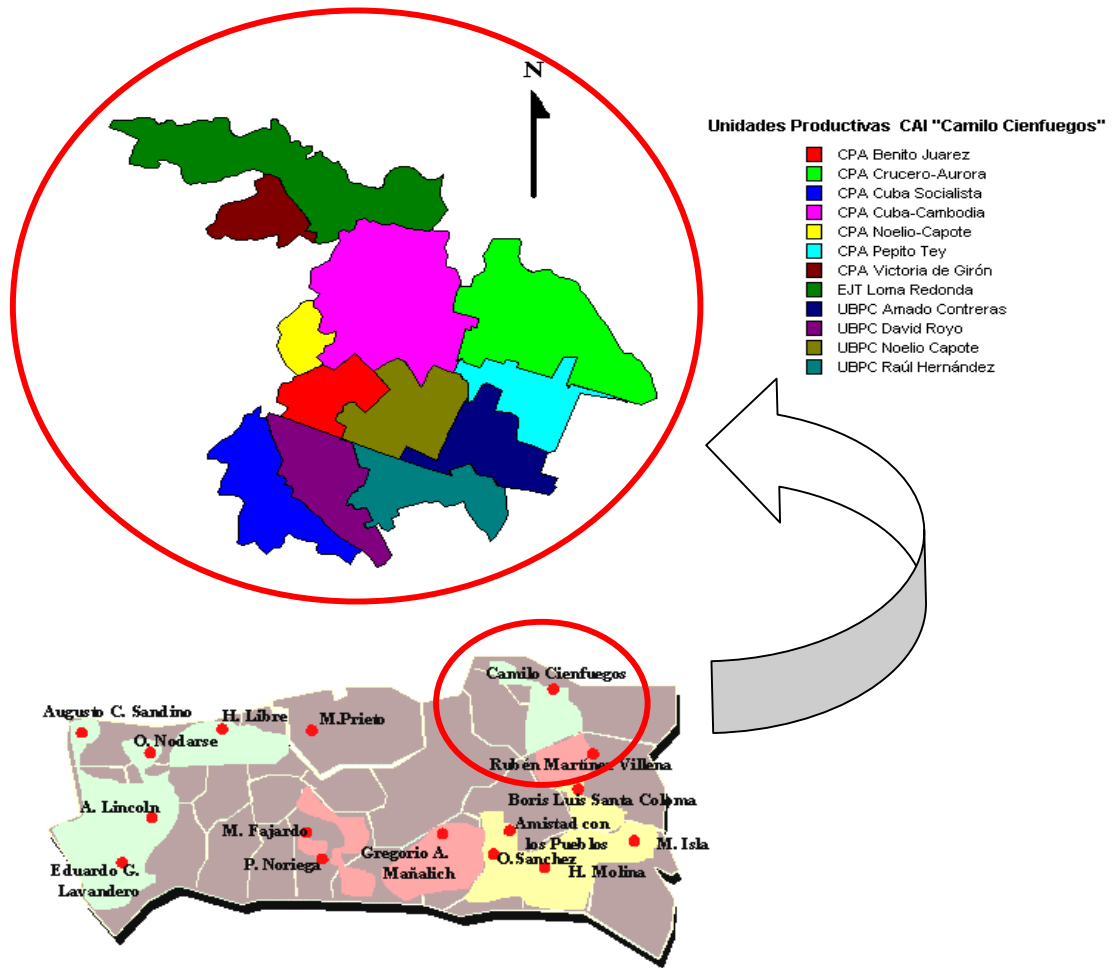 N
Unidades Productivas CAI "Camilo Cienfuegos"
CPA Benito Juarez
CPA Crucero-Aurora
CPA Cuba Socialista
CPA Cuba-Cambodia
CPA Noelio-Capote
CPA Pepito Tey
CPA Victoria de Girón
EJT Loma Redonda
UBPC Amado Contreras
UBPC David Royo
UBPC Noelio Capote
UBPC Raúl Hernández
Camilo Cienfuegos
Augusto C. Sandino
H. Libre
M.Prieto
O. Nodarse
Rubén Martínez Villena
Boris Luis Santa Coloma
A. Lincoln
M. Fajardo
Amistad con
los Pueblos
M. Isla
P. Noriega
Gregorio A.
Mañalich
O.Sanchez
H. Molina
Eduardo G.
Lavandero